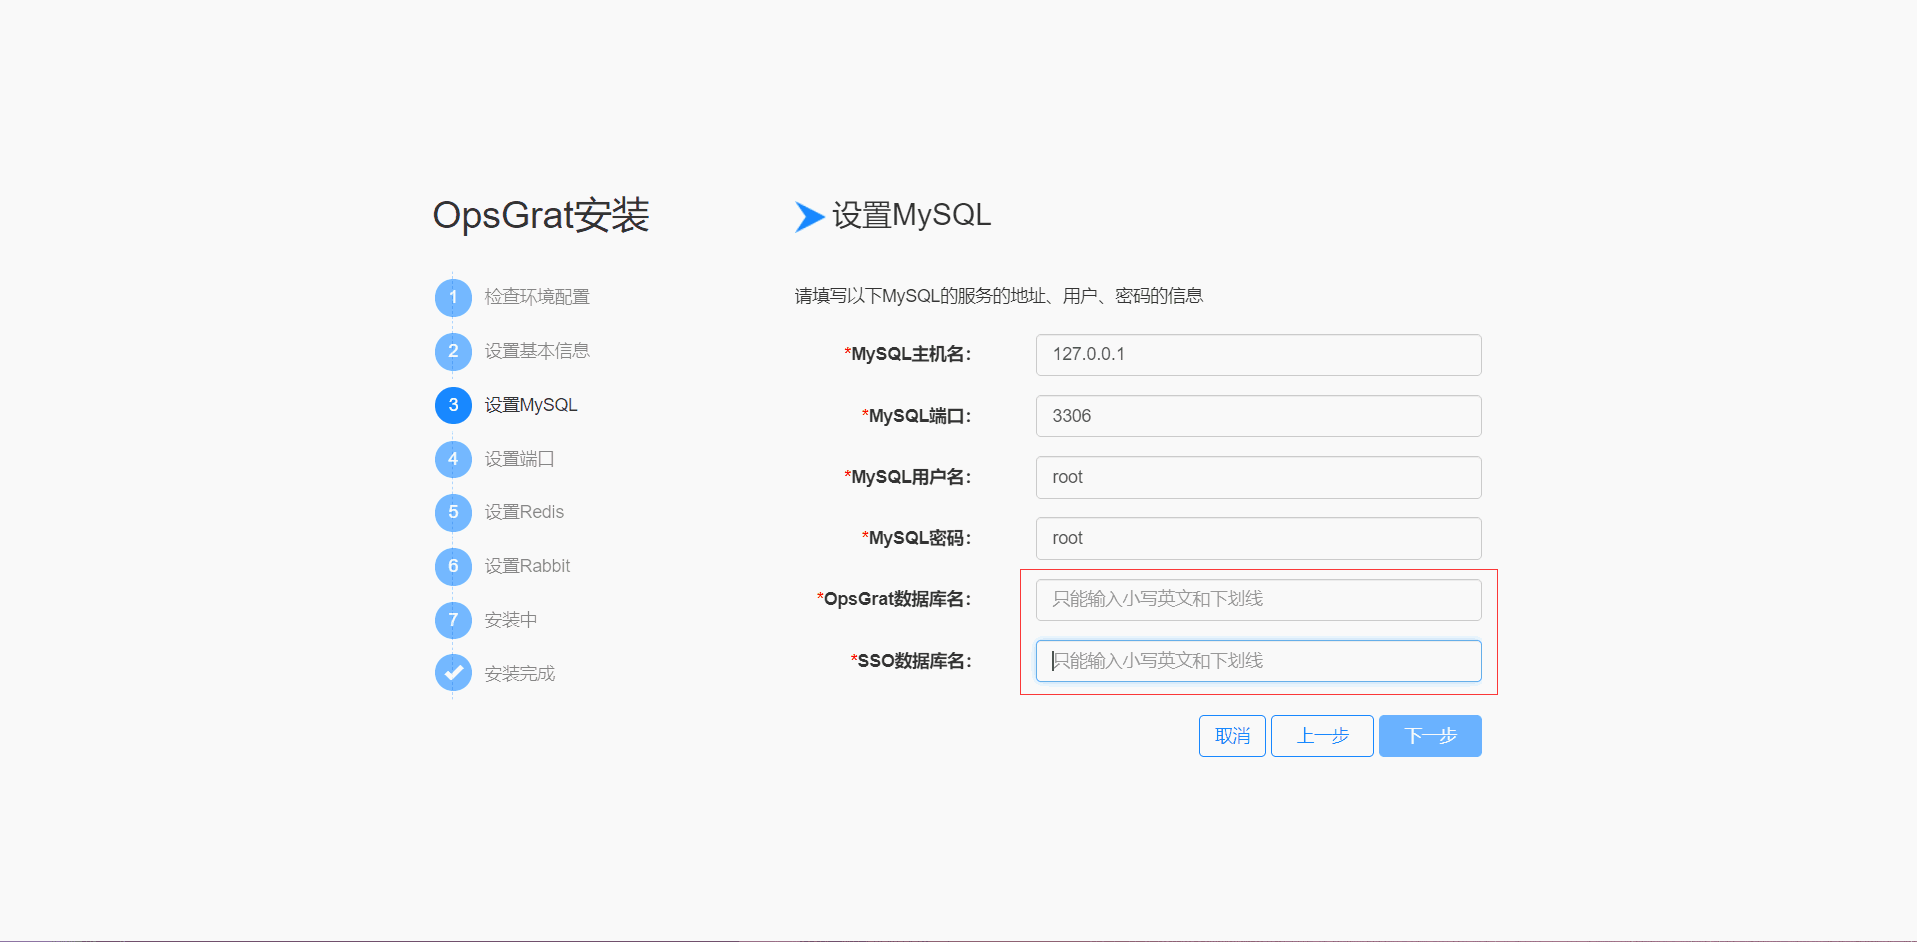 OpsGrat安装
1 检查环境配置
2 设置基本信息
3 设置MySQL
4 设置端口
5 设置Redis
6 设置Rabbit
7 安装中
安装完成
设置MySQL
请填写以下MySQL的服务的地址、用户、密码的信息
*MySQL主机名： 127.0.0.1
*MySQL端口： 3306
*MySQL用户名： root
*MySQL密码： root
*OpsGrat数据库名： 只能输入小写英文和下划线
*SSO数据库名： 只能输入小写英文和下划线
取消 上一步 下一步